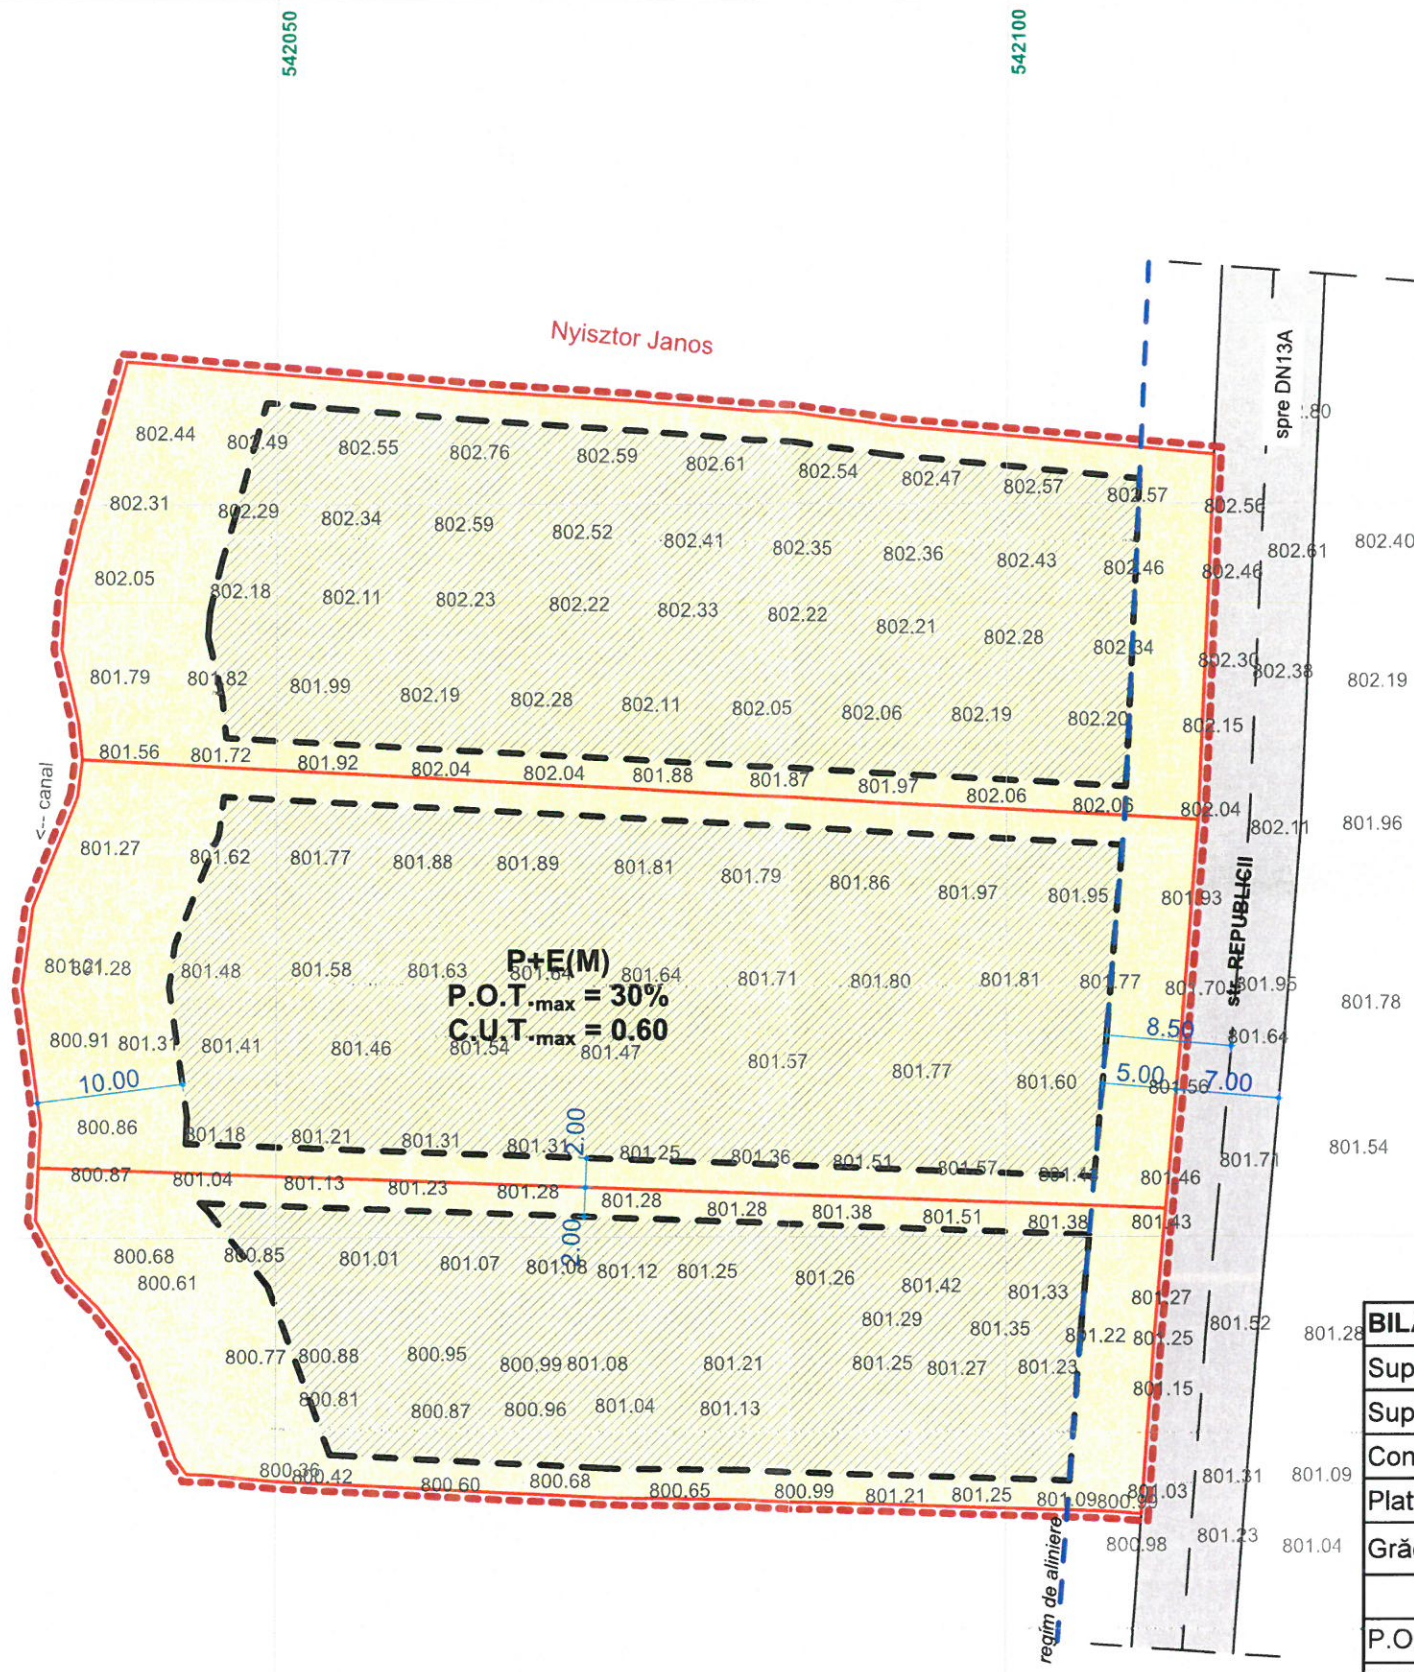 542050
542100
Nyisztor Janos
spre DN13A
802.44 802.49 802.55 802.76 802.59 802.61 802.54 802.47 802.57 802.57 802.56
802.31 802.29 802.34 802.59 802.52 802.41 802.35 802.36 802.43 802.46 802.46 802.61 802.40
802.05 802.18 802.11 802.23 802.22 802.33 802.22 802.21 802.28 802.34 802.30 802.38 802.19
801.79 801.82 801.99 802.19 802.28 802.11 802.05 802.06 802.19 802.20 802.15
801.56 801.72 801.92 802.04 802.04 801.88 801.87 801.97 802.06 802.06 802.04 802.11 801.96
<-- canal
801.27 801.62 801.77 801.88 801.89 801.81 801.79 801.86 801.97 801.95 801.93
str. REPUBLICII
801.28 801.48 801.58 801.63 801.64 801.71 801.80 801.81 801.77 801.70 801.95 801.78
P+E(M)
P.O.T.max = 30%
C.U.T.max = 0.60
800.91 801.31 801.41 801.46 801.54 801.47 801.57 801.77 801.60 801.56 801.64
8.50
10.00
5.00
7.00
800.86 801.18 801.21 801.31 801.31 801.25 801.36 801.51 801.57 801.46 801.71 801.54
2.00
800.87 801.04 801.13 801.23 801.28 801.28 801.28 801.38 801.51 801.38 801.43
2.00
800.68 800.85 801.01 801.07 801.08 801.12 801.25 801.26 801.42 801.33 801.27
800.61 801.29 801.35 801.22 801.25 801.52 801.28
800.77 800.88 800.95 800.99 801.08 801.21 801.25 801.27 801.23 801.15
800.81 800.87 800.96 801.04 801.13
800.36 800.42 800.60 800.68 800.65 800.99 801.21 801.25 801.09 801.03 801.31 801.09
800.98 801.23 801.04
regim de aliniere
BILA
Sup
Sup
Con
Plat
P.O